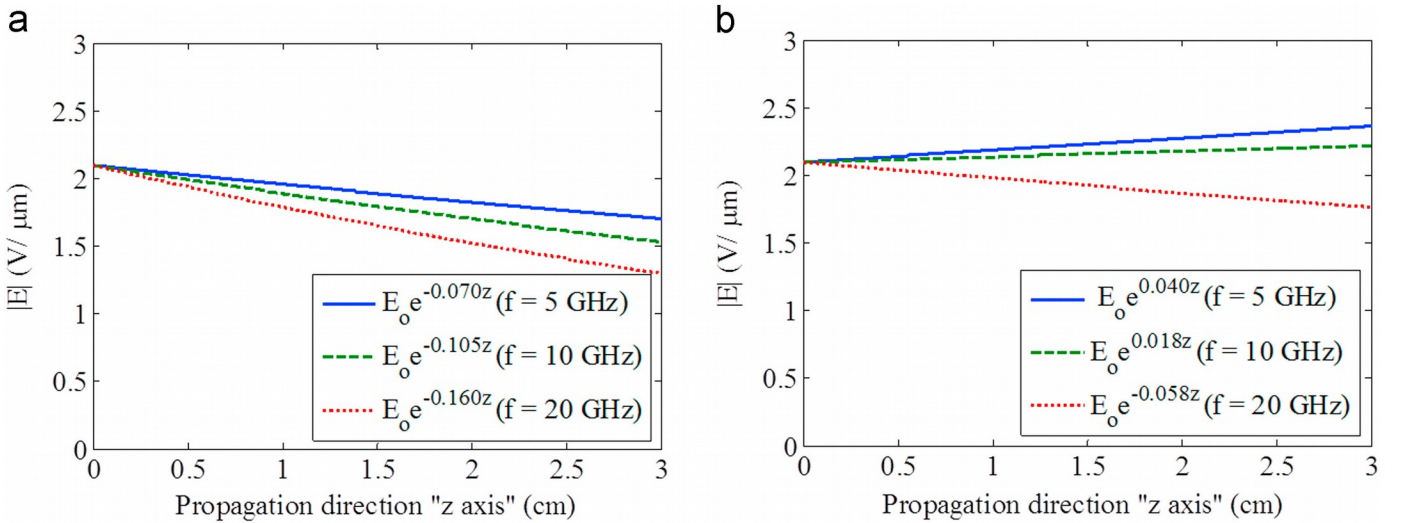 a
3
2.5
2
1.5
1
0.5
0
0 0.5 1 1.5 2 2.5 3
|E| (V/ μm)
Propagation direction "z axis" (cm)
Eoe-0.070z (f = 5 GHz)
Eoe-0.105z (f = 10 GHz)
Eoe-0.160z (f = 20 GHz)
b
3
2.5
2
1.5
1
0.5
0
0 0.5 1 1.5 2 2.5 3
|E| (V/ μm)
Propagation direction "z axis" (cm)
Eoe0.040z (f = 5 GHz)
Eoe0.018z (f = 10 GHz)
Eoe-0.058z (f = 20 GHz)